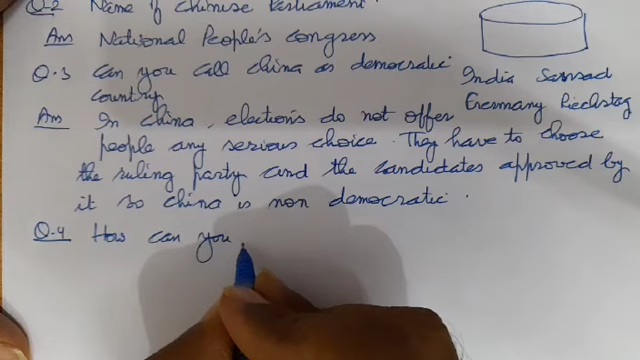 Q-2 Name of Chinese Parliament
Ans National People's Congress
Q.3 Can you call China as democratic
country
India Sansad
Germany Riechstog
Ans In China, elections do not offer
people any serious choice. They have to choose
the ruling party and the candidates approved by
it so China is non democratic.
Q.4 How can you